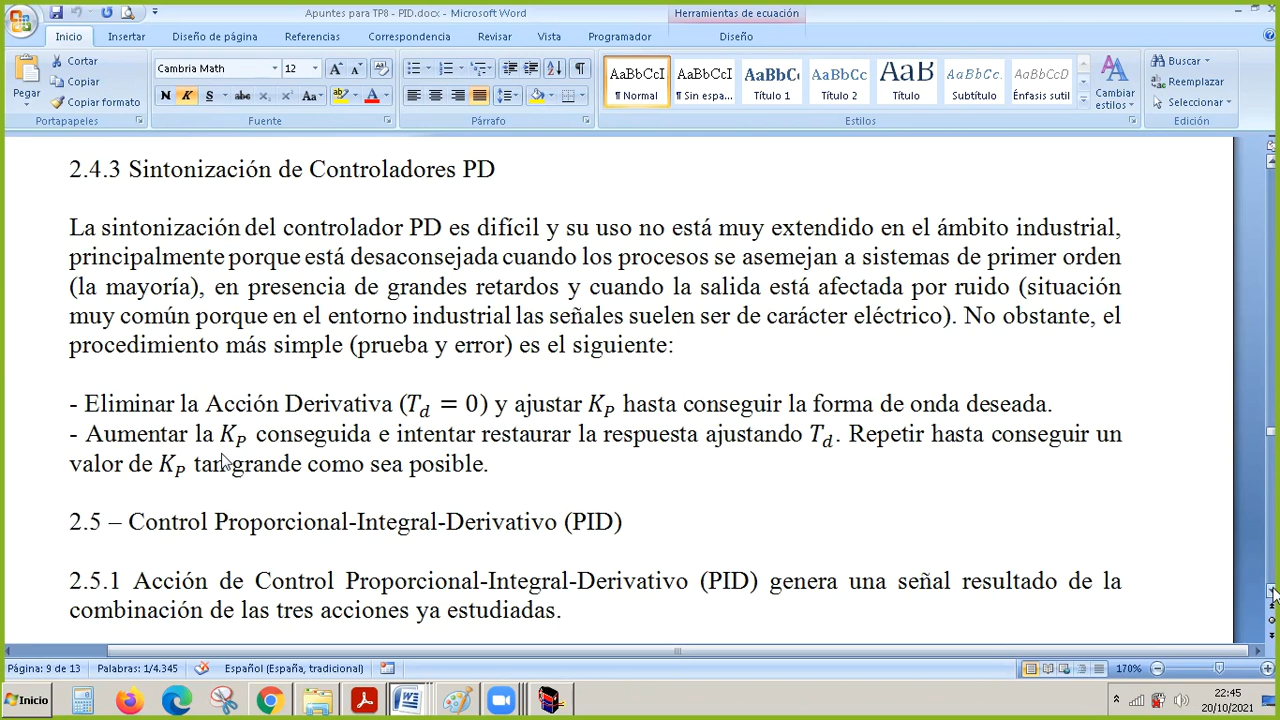 Apuntes para TP8 - PID.docx - Microsoft Word
Herramientas de ecuación
Inicio Insertar Diseño de página Referencias Correspondencia Revisar Vista Programador Diseño
Pegar
Cortar
Copiar
Copiar formato
Cambria Math 12
N K S abc x₂ x² Aa A
AaBbCcI AaBbCcI AaBbC AaBbCc AaB AaBbCc. AaBbCcI
¶ Normal ¶ Sin espa... Título 1 Título 2 Título Subtítulo Énfasis sutil
Cambiar estilos
Buscar
Reemplazar
Seleccionar
Portapapeles Fuente Párrafo Estilos Edición
2.4.3 Sintonización de Controladores PD
La sintonización del controlador PD es difícil y su uso no está muy extendido en el ámbito industrial,
principalmente porque está desaconsejada cuando los procesos se asemejan a sistemas de primer orden
(la mayoría), en presencia de grandes retardos y cuando la salida está afectada por ruido (situación
muy común porque en el entorno industrial las señales suelen ser de carácter eléctrico). No obstante, el
procedimiento más simple (prueba y error) es el siguiente:
- Eliminar la Acción Derivativa (T_d = 0) y ajustar K_P hasta conseguir la forma de onda deseada.
- Aumentar la K_P conseguida e intentar restaurar la respuesta ajustando T_d. Repetir hasta conseguir un
valor de K_P tan grande como sea posible.
2.5 – Control Proporcional-Integral-Derivativo (PID)
2.5.1 Acción de Control Proporcional-Integral-Derivativo (PID) genera una señal resultado de la
combinación de las tres acciones ya estudiadas.
Página: 9 de 13 Palabras: 1/4.345 Español (España, tradicional) 170%
Inicio
22:45
20/10/2021